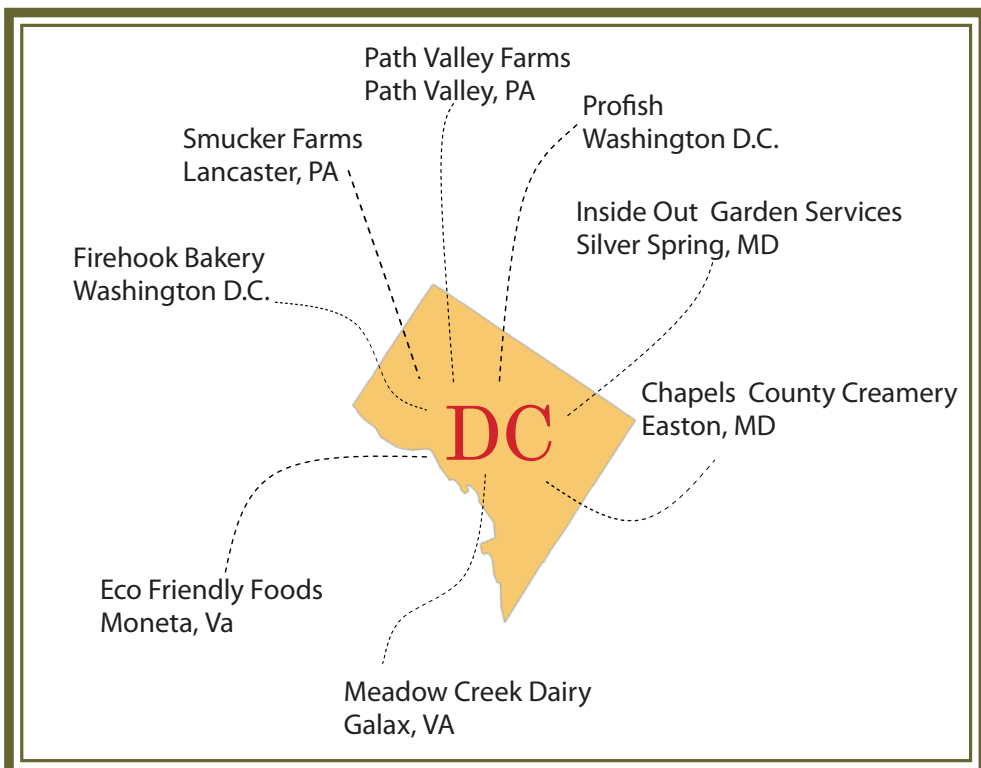 Path Valley Farms
Path Valley, PA
Profish
Washington D.C.
Smucker Farms
Lancaster, PA
Inside Out Garden Services
Silver Spring, MD
Firehook Bakery
Washington D.C.
Chapels County Creamery
Easton, MD
DC
Eco Friendly Foods
Moneta, Va
Meadow Creek Dairy
Galax, VA